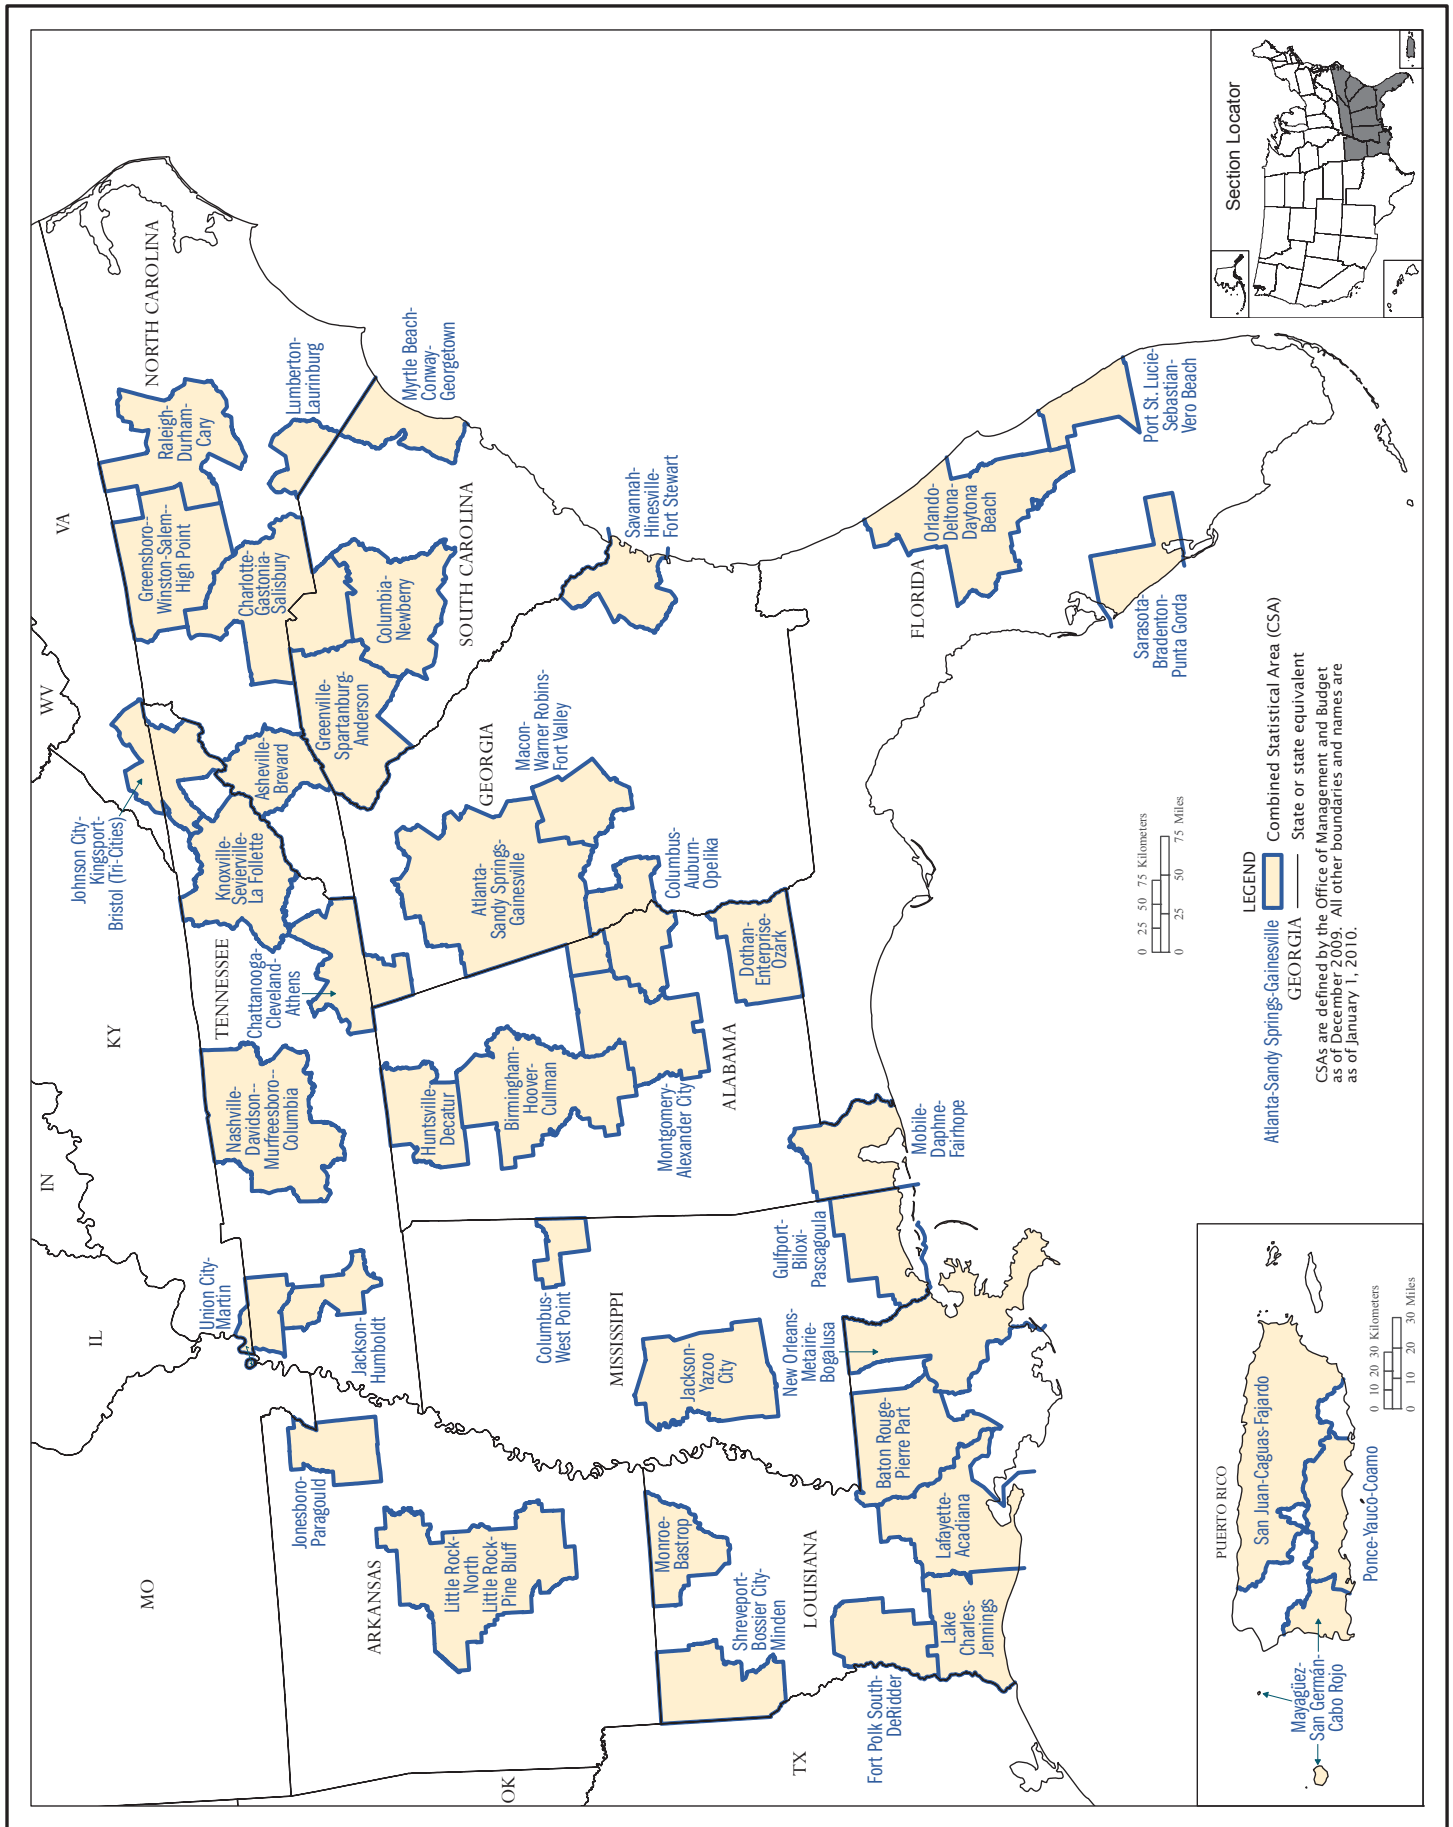 VA
WV
KY
IN
IL
MO
OK
TX
NORTH CAROLINA
SOUTH CAROLINA
GEORGIA
FLORIDA
TENNESSEE
ALABAMA
MISSISSIPPI
ARKANSAS
LOUISIANA
Raleigh-
Durham-
Cary
Lumberton-
Laurinburg
Myrtle Beach-
Conway-
Georgetown
Greensboro--
Winston-Salem--
High Point
Charlotte-
Gastonia-
Salisbury
Columbia-
Newberry
Greenville-
Spartanburg-
Anderson
Asheville-
Brevard
Johnson City-
Kingsport-
Bristol (Tri-Cities)
Knoxville-
Sevierville-
La Follette
Chattanooga-
Cleveland-
Athens
Nashville-
Davidson--
Murfreesboro--
Columbia
Union City-
Martin
Jackson-
Humboldt
Savannah-
Hinesville-
Fort Stewart
Macon-
Warner Robins-
Fort Valley
Atlanta-
Sandy Springs-
Gainesville
Columbus-
Auburn-
Opelika
Dothan-
Enterprise-
Ozark
Huntsville-
Decatur
Birmingham-
Hoover-
Cullman
Montgomery-
Alexander City
Mobile-
Daphne-
Fairhope
Orlando-
Deltona-
Daytona
Beach
Port St. Lucie-
Sebastian-
Vero Beach
Sarasota-
Bradenton-
Punta Gorda
Columbus-
West Point
Jackson-
Yazoo
City
Gulfport-
Biloxi-
Pascagoula
New Orleans-
Metairie-
Bogalusa
Baton Rouge-
Pierre Part
Lafayette-
Acadiana
Lake
Charles-
Jennings
Fort Polk South-
DeRidder
Monroe-
Bastrop
Shreveport-
Bossier City-
Minden
Jonesboro-
Paragould
Little Rock-
North
Little Rock-
Pine Bluff
Section Locator
0 25 50 75 Kilometers
0 25 50 75 Miles
LEGEND
Atlanta-Sandy Springs-Gainesville Combined Statistical Area (CSA)
GEORGIA State or state equivalent
CSAs are defined by the Office of Management and Budget
as of December 2009. All other boundaries and names are
as of January 1, 2010.
PUERTO RICO
San Juan-Caguas-Fajardo
Ponce-Yauco-Coamo
Mayagüez-
San Germán-
Cabo Rojo
0 10 20 30 Kilometers
0 10 20 30 Miles